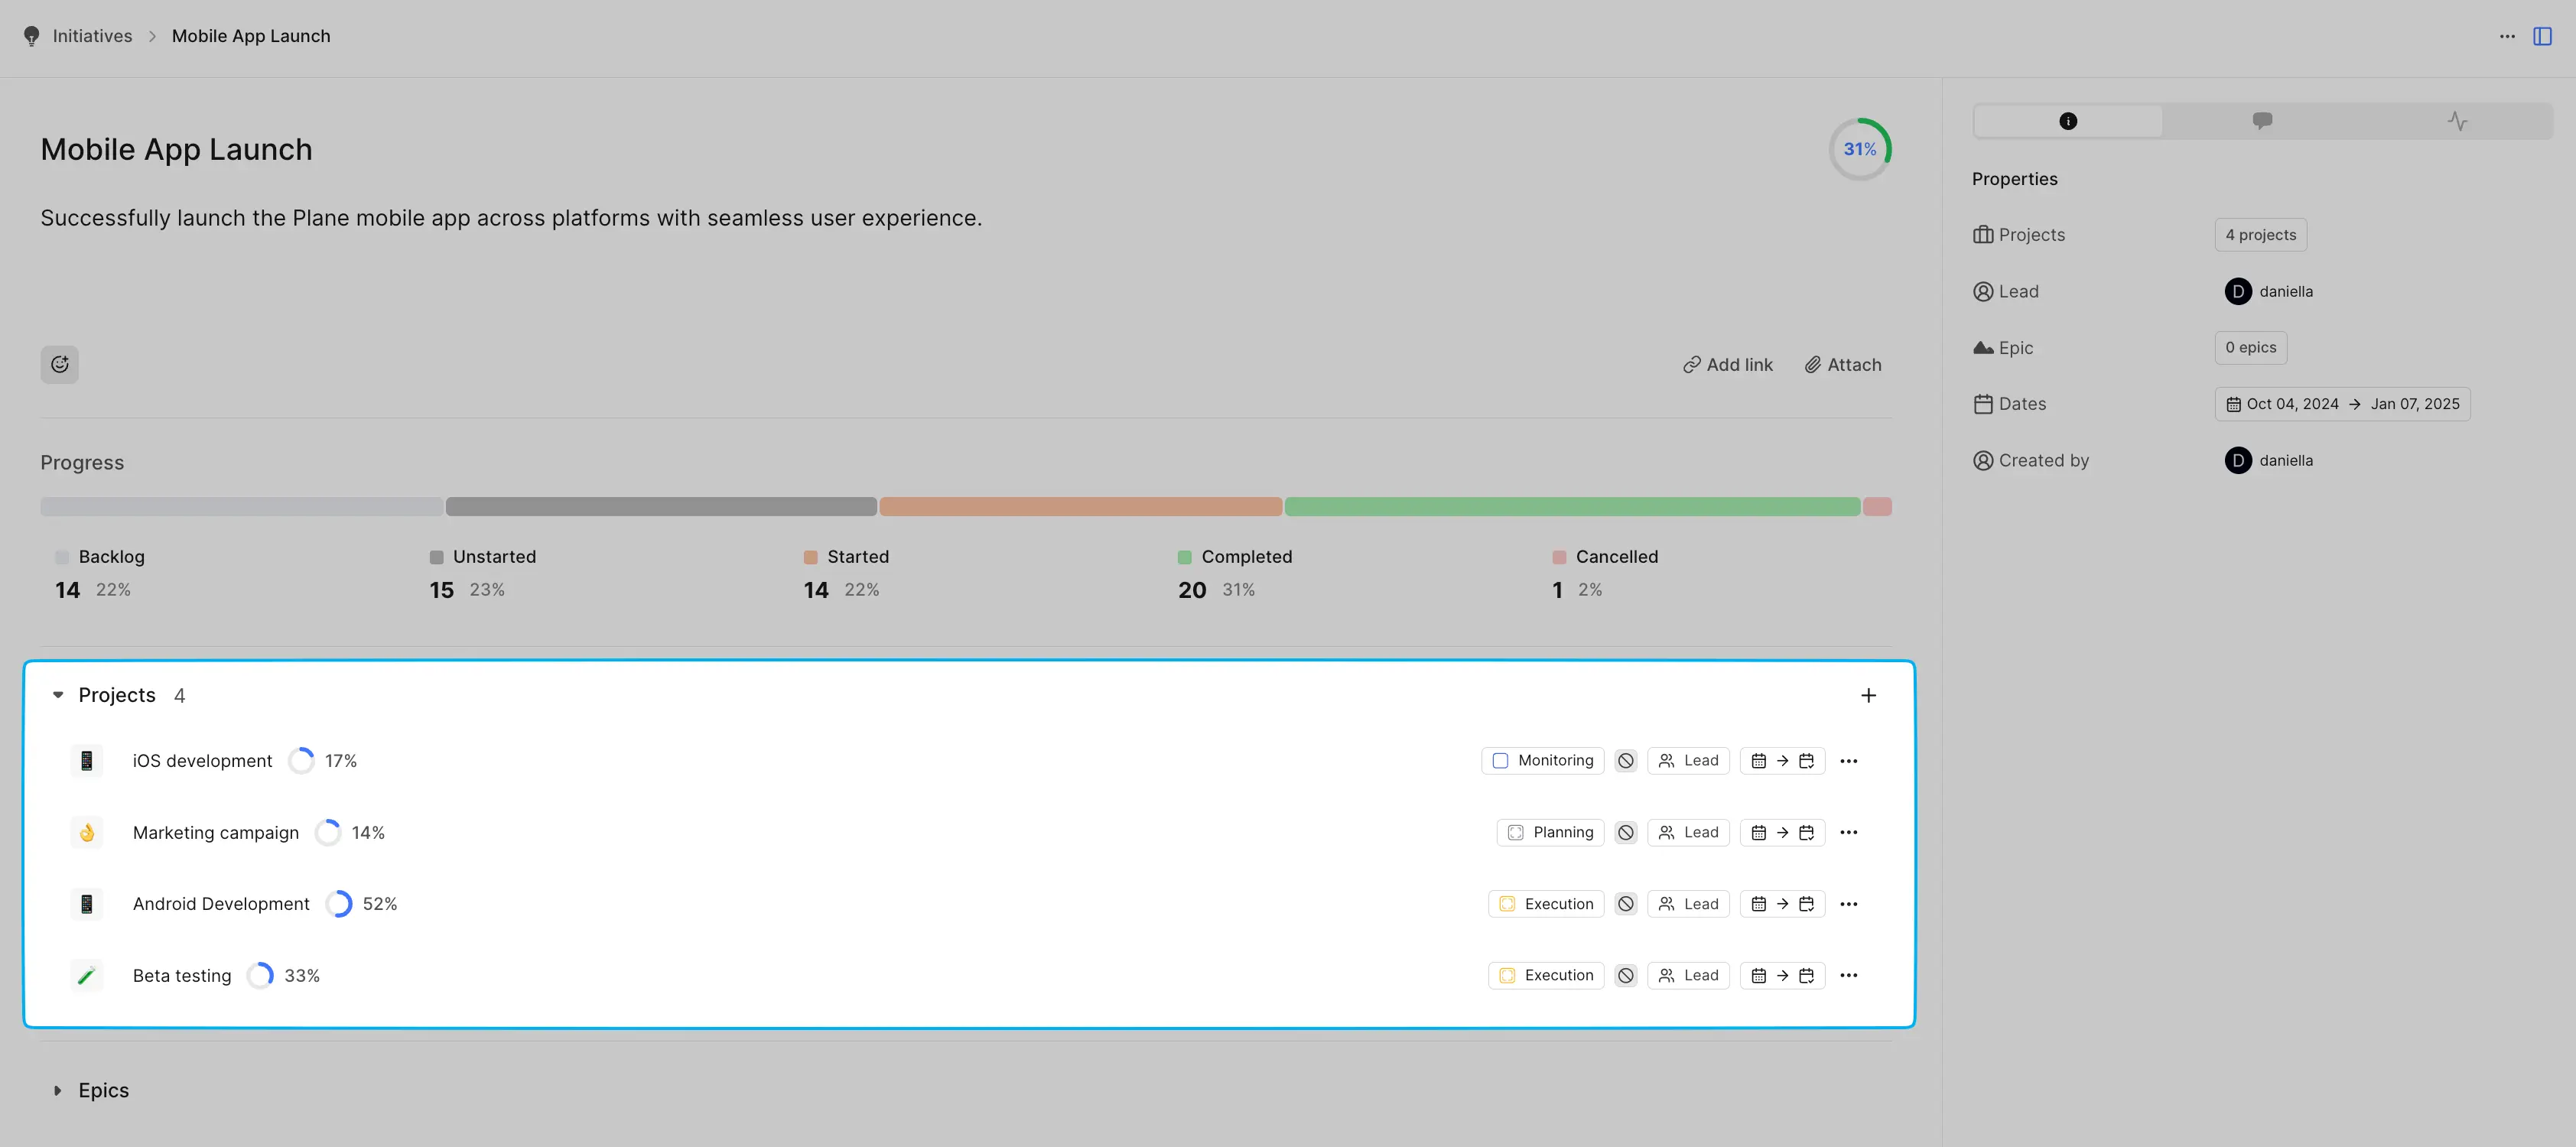 Initiatives > Mobile App Launch
Mobile App Launch
31%
Successfully launch the Plane mobile app across platforms with seamless user experience.
Add link Attach
Progress
Backlog Unstarted Started Completed Cancelled
14 22% 15 23% 14 22% 20 31% 1 2%
Projects 4
iOS development 17% Monitoring Lead
Marketing campaign 14% Planning Lead
Android Development 52% Execution Lead
Beta testing 33% Execution Lead
Epics
Properties
Projects 4 projects
Lead D daniella
Epic 0 epics
Dates Oct 04, 2024 → Jan 07, 2025
Created by D daniella